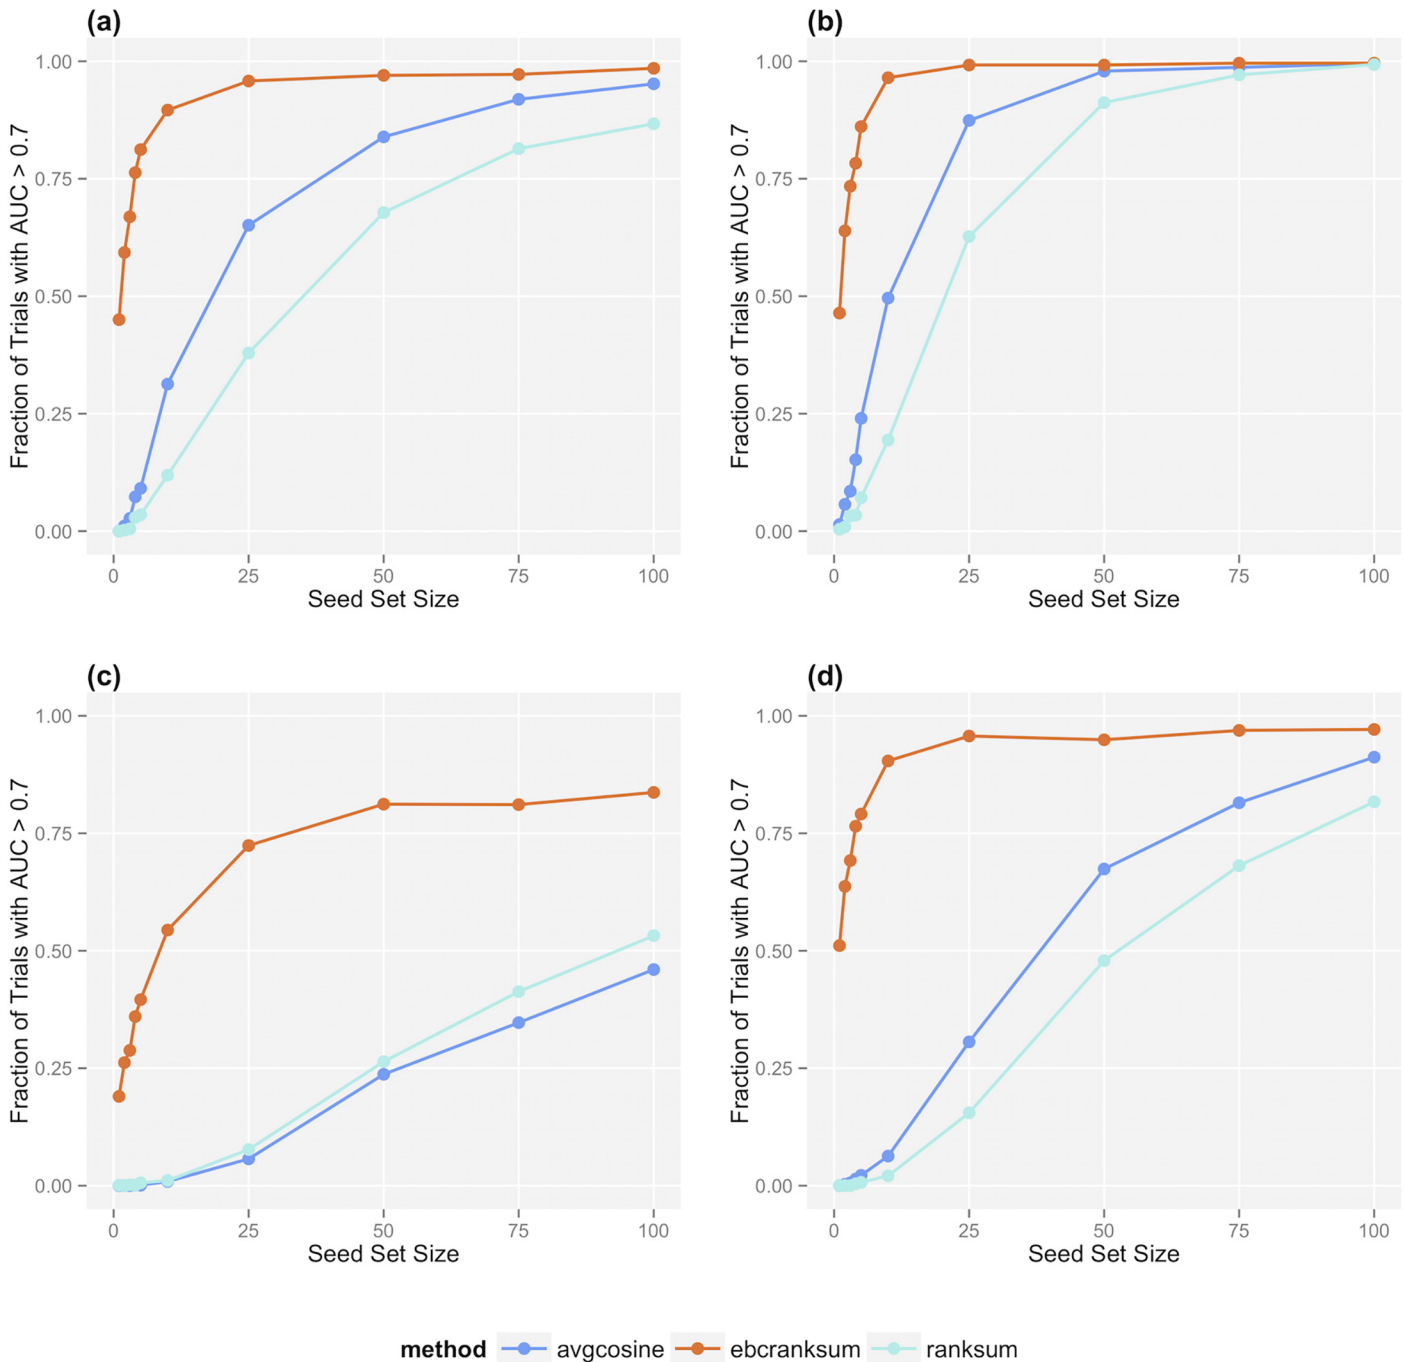 (a)
Fraction of Trials with AUC > 0.7
1.00
0.75
0.50
0.25
0.00
0 25 50 75 100
Seed Set Size
(b)
Fraction of Trials with AUC > 0.7
1.00
0.75
0.50
0.25
0.00
0 25 50 75 100
Seed Set Size
(c)
Fraction of Trials with AUC > 0.7
1.00
0.75
0.50
0.25
0.00
0 25 50 75 100
Seed Set Size
(d)
Fraction of Trials with AUC > 0.7
1.00
0.75
0.50
0.25
0.00
0 25 50 75 100
Seed Set Size
method avgcosine ebcranksum ranksum